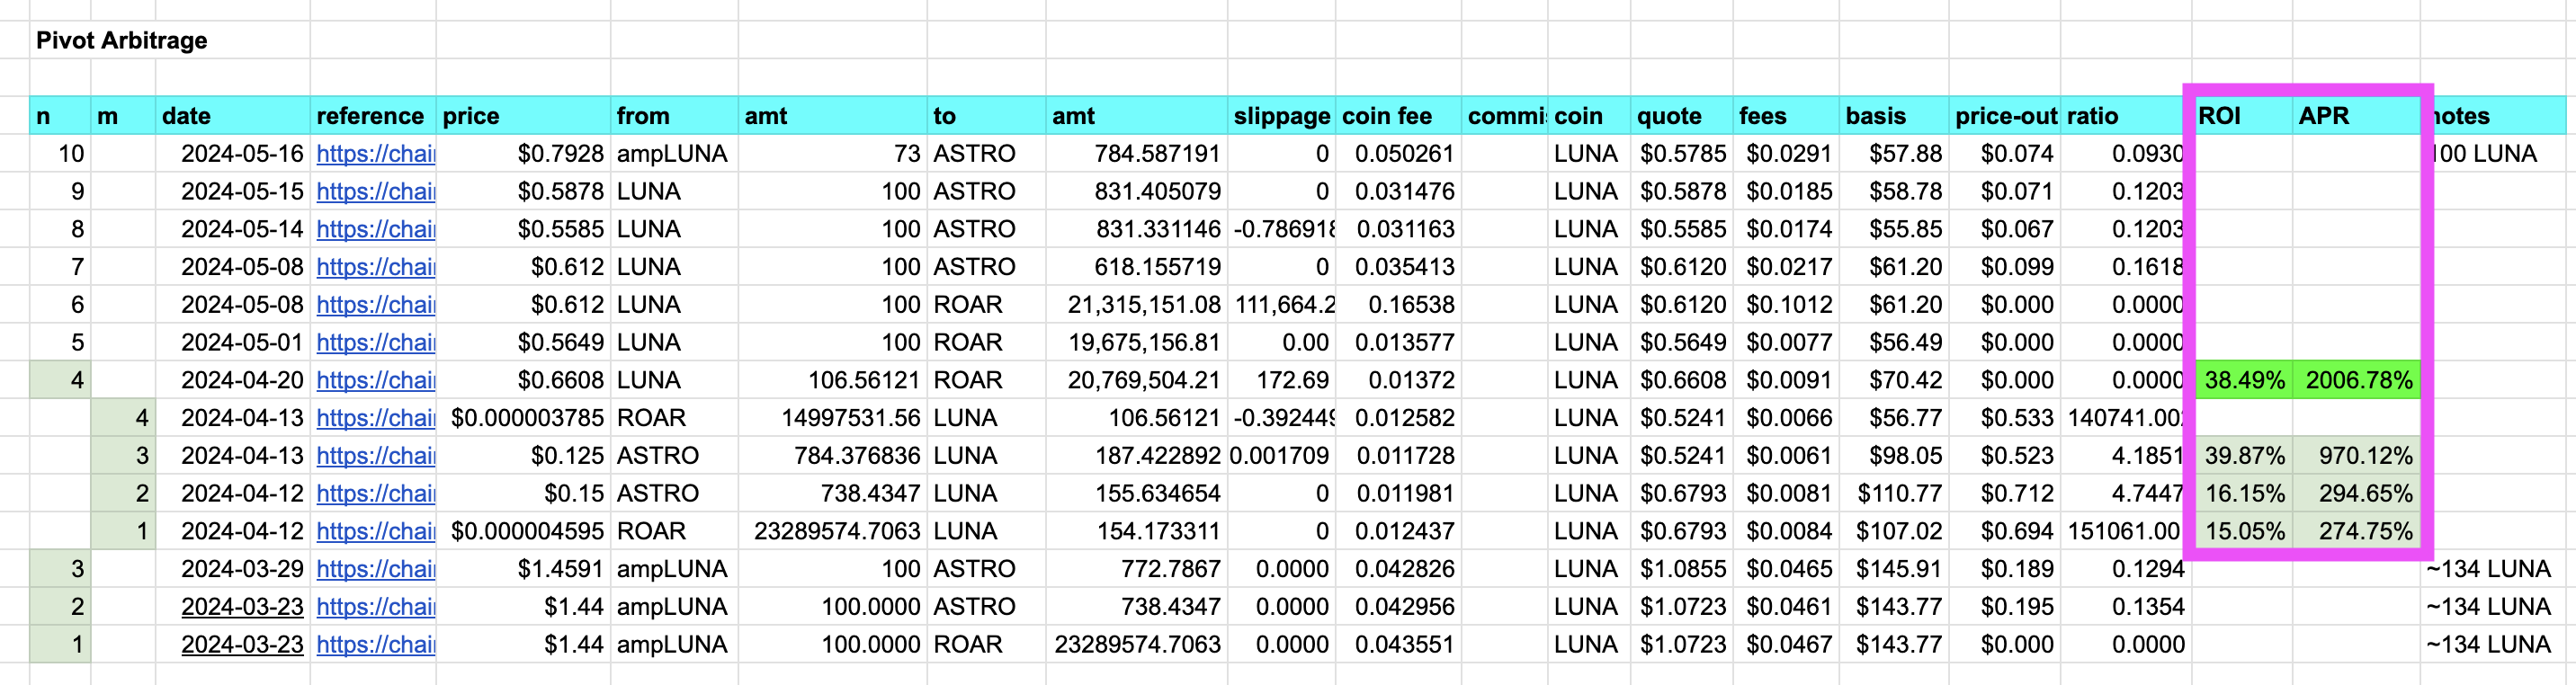 Pivot Arbitrage
n m date reference price from amt to amt slippage coin fee commi coin quote fees basis price-out ratio ROI APR notes
10 2024-05-16 https://chai $0.7928 ampLUNA 73 ASTRO 784.587191 0 0.050261 LUNA $0.5785 $0.0291 $57.88 $0.074 0.0930 100 LUNA
9 2024-05-15 https://chai $0.5878 LUNA 100 ASTRO 831.405079 0 0.031476 LUNA $0.5878 $0.0185 $58.78 $0.071 0.1203
8 2024-05-14 https://chai $0.5585 LUNA 100 ASTRO 831.331146 -0.786918 0.031163 LUNA $0.5585 $0.0174 $55.85 $0.067 0.1203
7 2024-05-08 https://chai $0.612 LUNA 100 ASTRO 618.155719 0 0.035413 LUNA $0.6120 $0.0217 $61.20 $0.099 0.1618
6 2024-05-08 https://chai $0.612 LUNA 100 ROAR 21,315,151.08 111,664.2 0.16538 LUNA $0.6120 $0.1012 $61.20 $0.000 0.0000
5 2024-05-01 https://chai $0.5649 LUNA 100 ROAR 19,675,156.81 0.00 0.013577 LUNA $0.5649 $0.0077 $56.49 $0.000 0.0000
4 2024-04-20 https://chai $0.6608 LUNA 106.56121 ROAR 20,769,504.21 172.69 0.01372 LUNA $0.6608 $0.0091 $70.42 $0.000 0.0000 38.49% 2006.78%
4 2024-04-13 https://chai $0.000003785 ROAR 14997531.56 LUNA 106.56121 -0.392449 0.012582 LUNA $0.5241 $0.0066 $56.77 $0.533 140741.002
3 2024-04-13 https://chai $0.125 ASTRO 784.376836 LUNA 187.422892 0.001709 0.011728 LUNA $0.5241 $0.0061 $98.05 $0.523 4.1851 39.87% 970.12%
2 2024-04-12 https://chai $0.15 ASTRO 738.4347 LUNA 155.634654 0 0.011981 LUNA $0.6793 $0.0081 $110.77 $0.712 4.7447 16.15% 294.65%
1 2024-04-12 https://chai $0.000004595 ROAR 23289574.7063 LUNA 154.173311 0 0.012437 LUNA $0.6793 $0.0084 $107.02 $0.694 151061.00 15.05% 274.75%
3 2024-03-29 https://chai $1.4591 ampLUNA 100 ASTRO 772.7867 0.0000 0.042826 LUNA $1.0855 $0.0465 $145.91 $0.189 0.1294 ~134 LUNA
2 2024-03-23 https://chai $1.44 ampLUNA 100.0000 ASTRO 738.4347 0.0000 0.042956 LUNA $1.0723 $0.0461 $143.77 $0.195 0.1354 ~134 LUNA
1 2024-03-23 https://chai $1.44 ampLUNA 100.0000 ROAR 23289574.7063 0.0000 0.043551 LUNA $1.0723 $0.0467 $143.77 $0.000 0.0000 ~134 LUNA